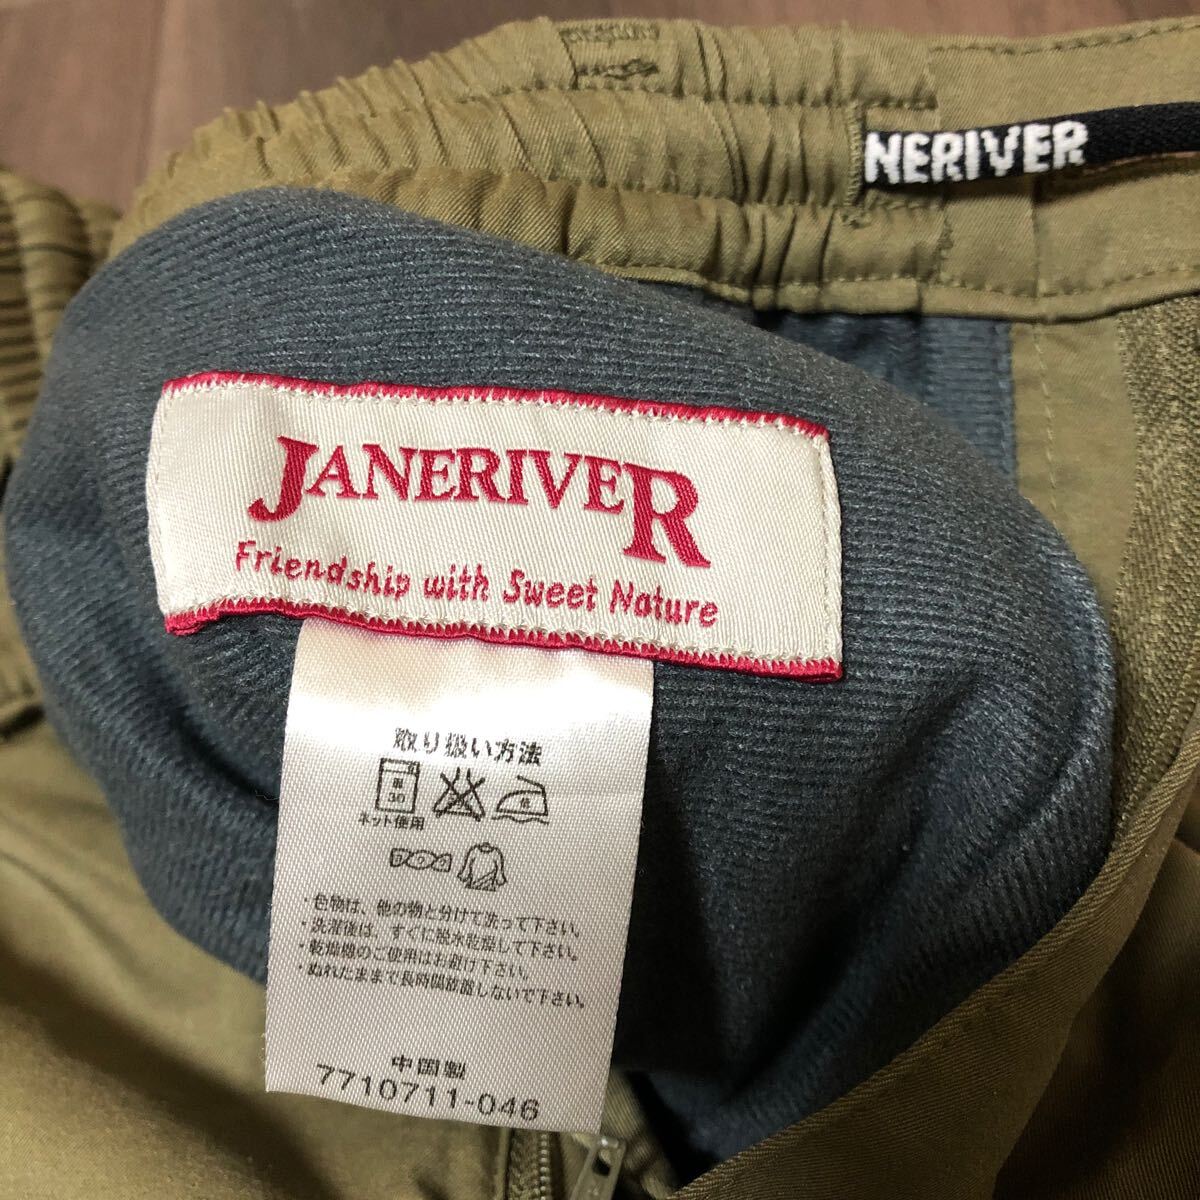 NERIVER
JANERIVER
Friendship with Sweet Nature
取り扱い方法
ネット使用
・色物は、他の物と分けて洗って下さい。
・洗濯後は、すぐに脱水乾燥して下さい。
・乾燥機のご使用はお避け下さい。
・ぬれたままで長時間放置しないで下さい。
中国製
7710711-046